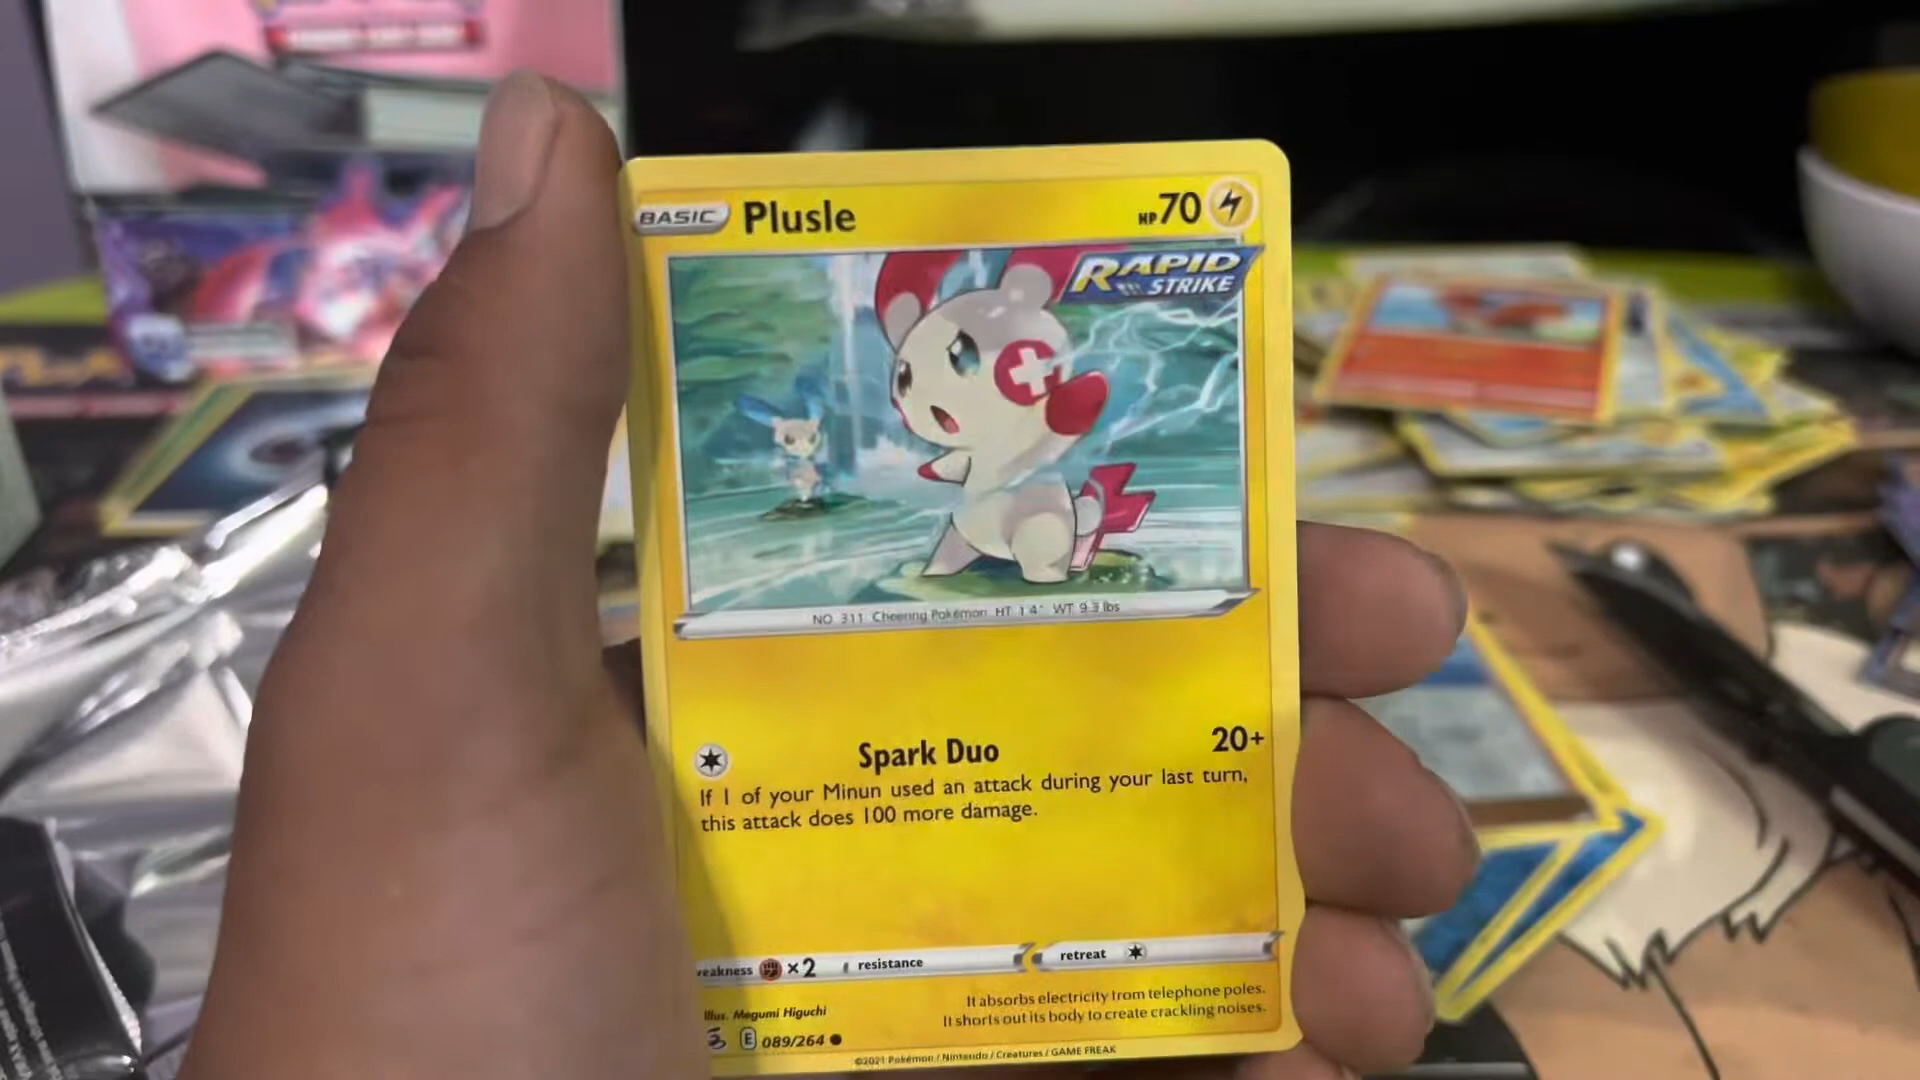 BASIC Plusle HP 70
RAPID
STRIKE
NO. 311 Cheering Pokémon HT 1'4" WT 9.3 lbs
Spark Duo 20+
If 1 of your Minun used an attack during your last turn,
this attack does 100 more damage.
weakness ×2 resistance retreat
It absorbs electricity from telephone poles.
It shorts out its body to create crackling noises.
Illus. Megumi Higuchi
E 089/264
©2021 Pokémon / Nintendo / Creatures / GAME FREAK